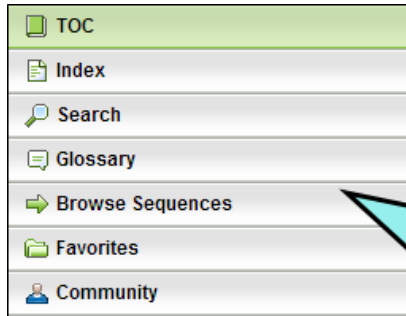 TOC
Index
Search
Glossary
Browse Sequences
Favorites
Community